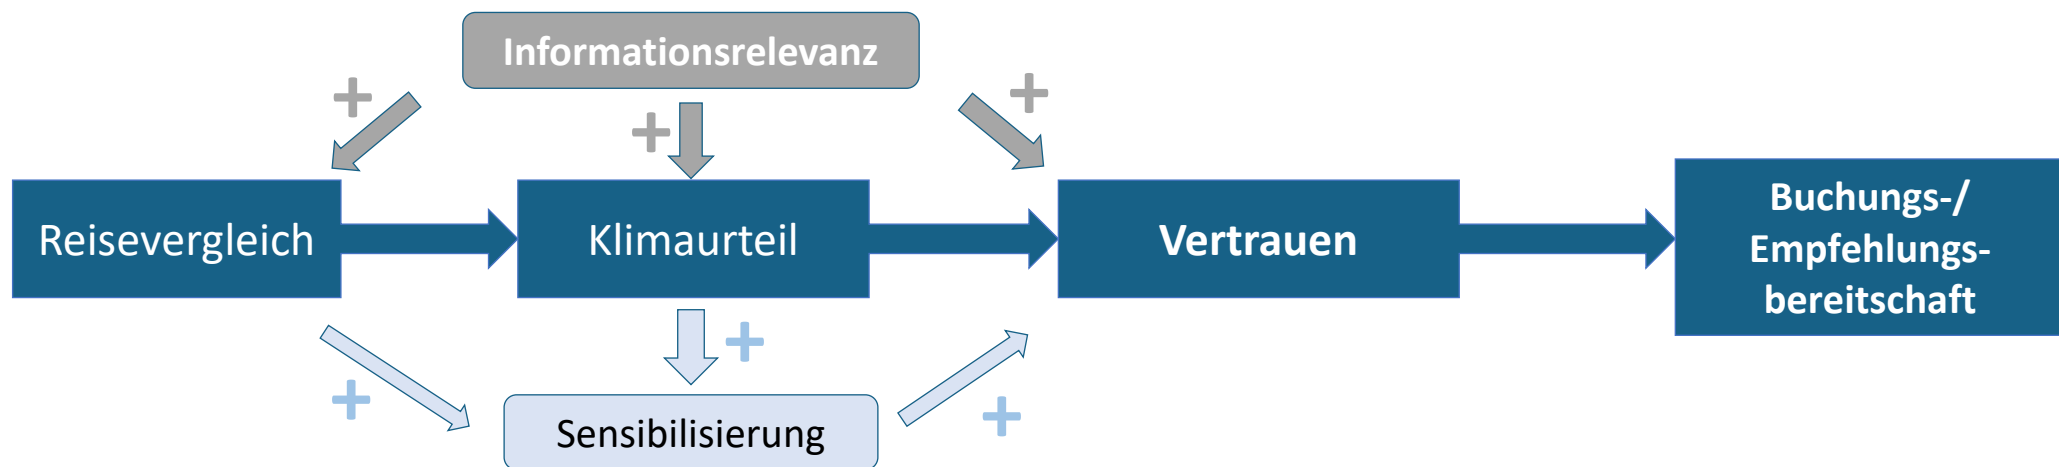 Informationsrelevanz
+
+
+
Reisevergleich
Klimaurteil
Vertrauen
Buchungs-/
Empfehlungs-
bereitschaft
+
+
+
Sensibilisierung